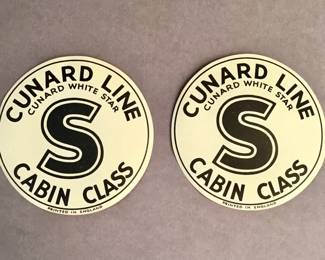 CUNARD LINE
CUNARD WHITE STAR
S
CABIN CLASS
PRINTED IN ENGLAND
CUNARD LINE
CUNARD WHITE STAR
S
CABIN CLASS
PRINTED IN ENGLAND